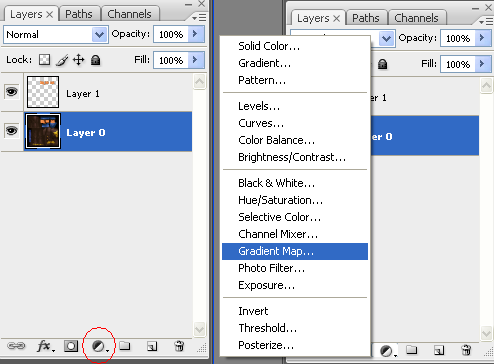 Layers × Paths Channels
Normal Opacity: 100%
Lock: Fill: 100%
Layer 1
Layer 0
fx.
Layers × Paths Channels
Opacity: 100%
Fill: 100%
er 1
er 0
Solid Color...
Gradient...
Pattern...
Levels...
Curves...
Color Balance...
Brightness/Contrast...
Black & White...
Hue/Saturation...
Selective Color...
Channel Mixer...
Gradient Map...
Photo Filter...
Exposure...
Invert
Threshold...
Posterize...